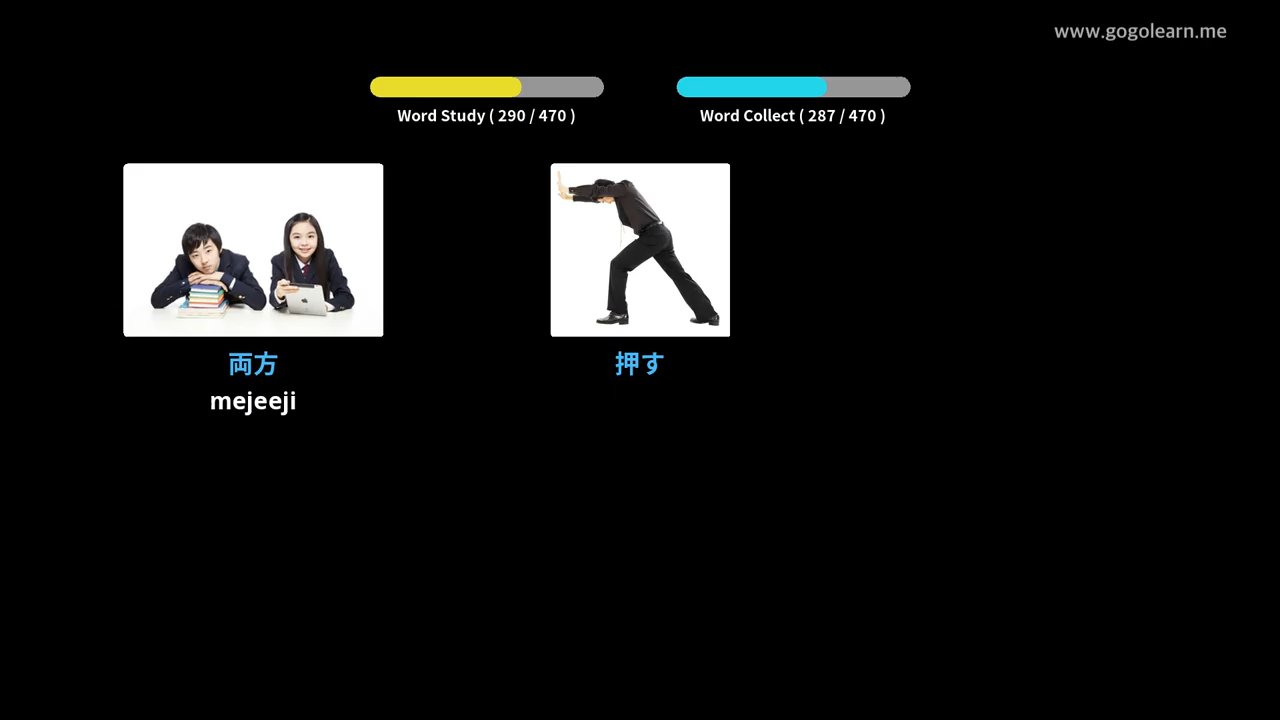 www.gogolearn.me
Word Study ( 290 / 470 )
Word Collect ( 287 / 470 )
両方
mejeeji
押す